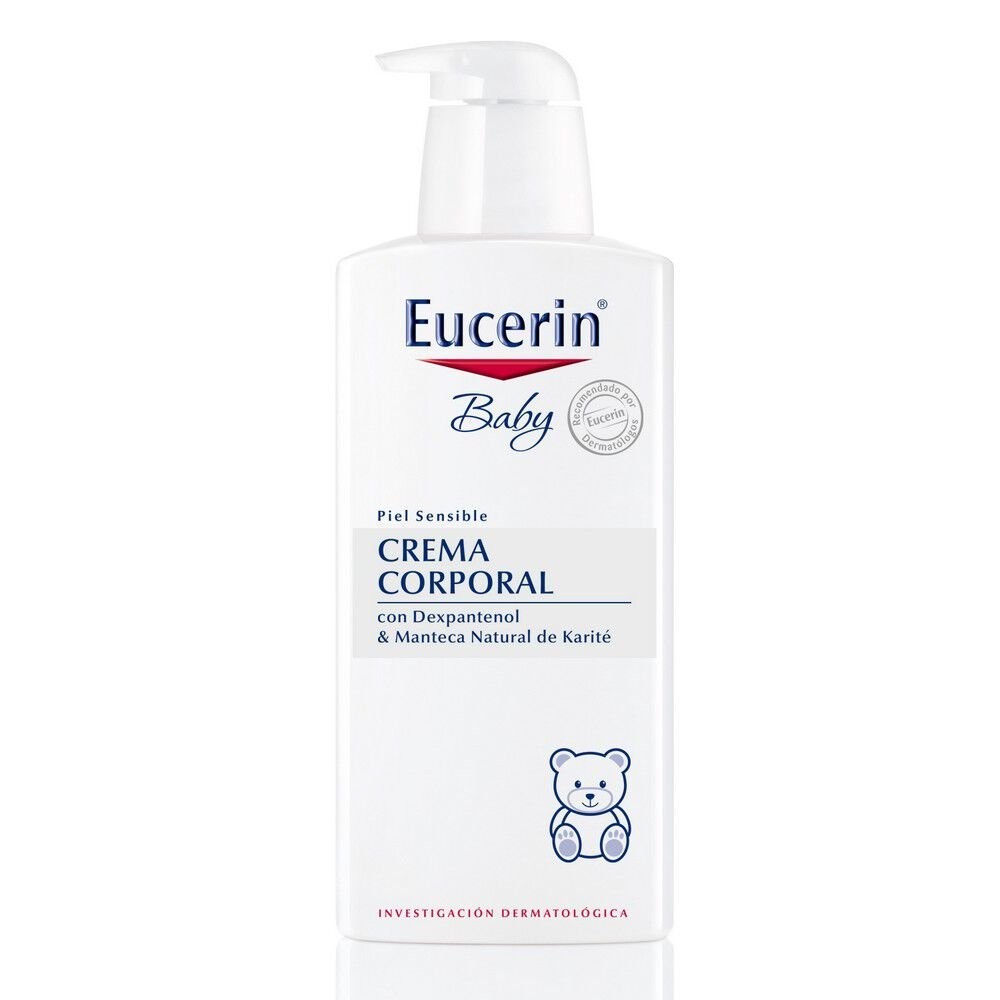 Eucerin®
Baby
Recomendado por
Eucerin
Dermatólogos
Piel Sensible
CREMA
CORPORAL
con Dexpantenol
& Manteca Natural de Karité
INVESTIGACIÓN DERMATOLÓGICA